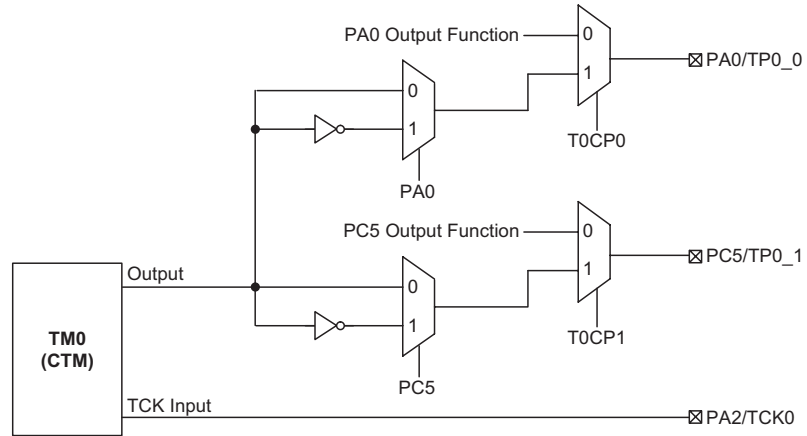 PA0 Output Function
0
1
PA0/TP0_0
0
1
T0CP0
PA0
PC5 Output Function
0
1
PC5/TP0_1
Output
0
1
T0CP1
TM0
(CTM)
PC5
TCK Input
PA2/TCK0